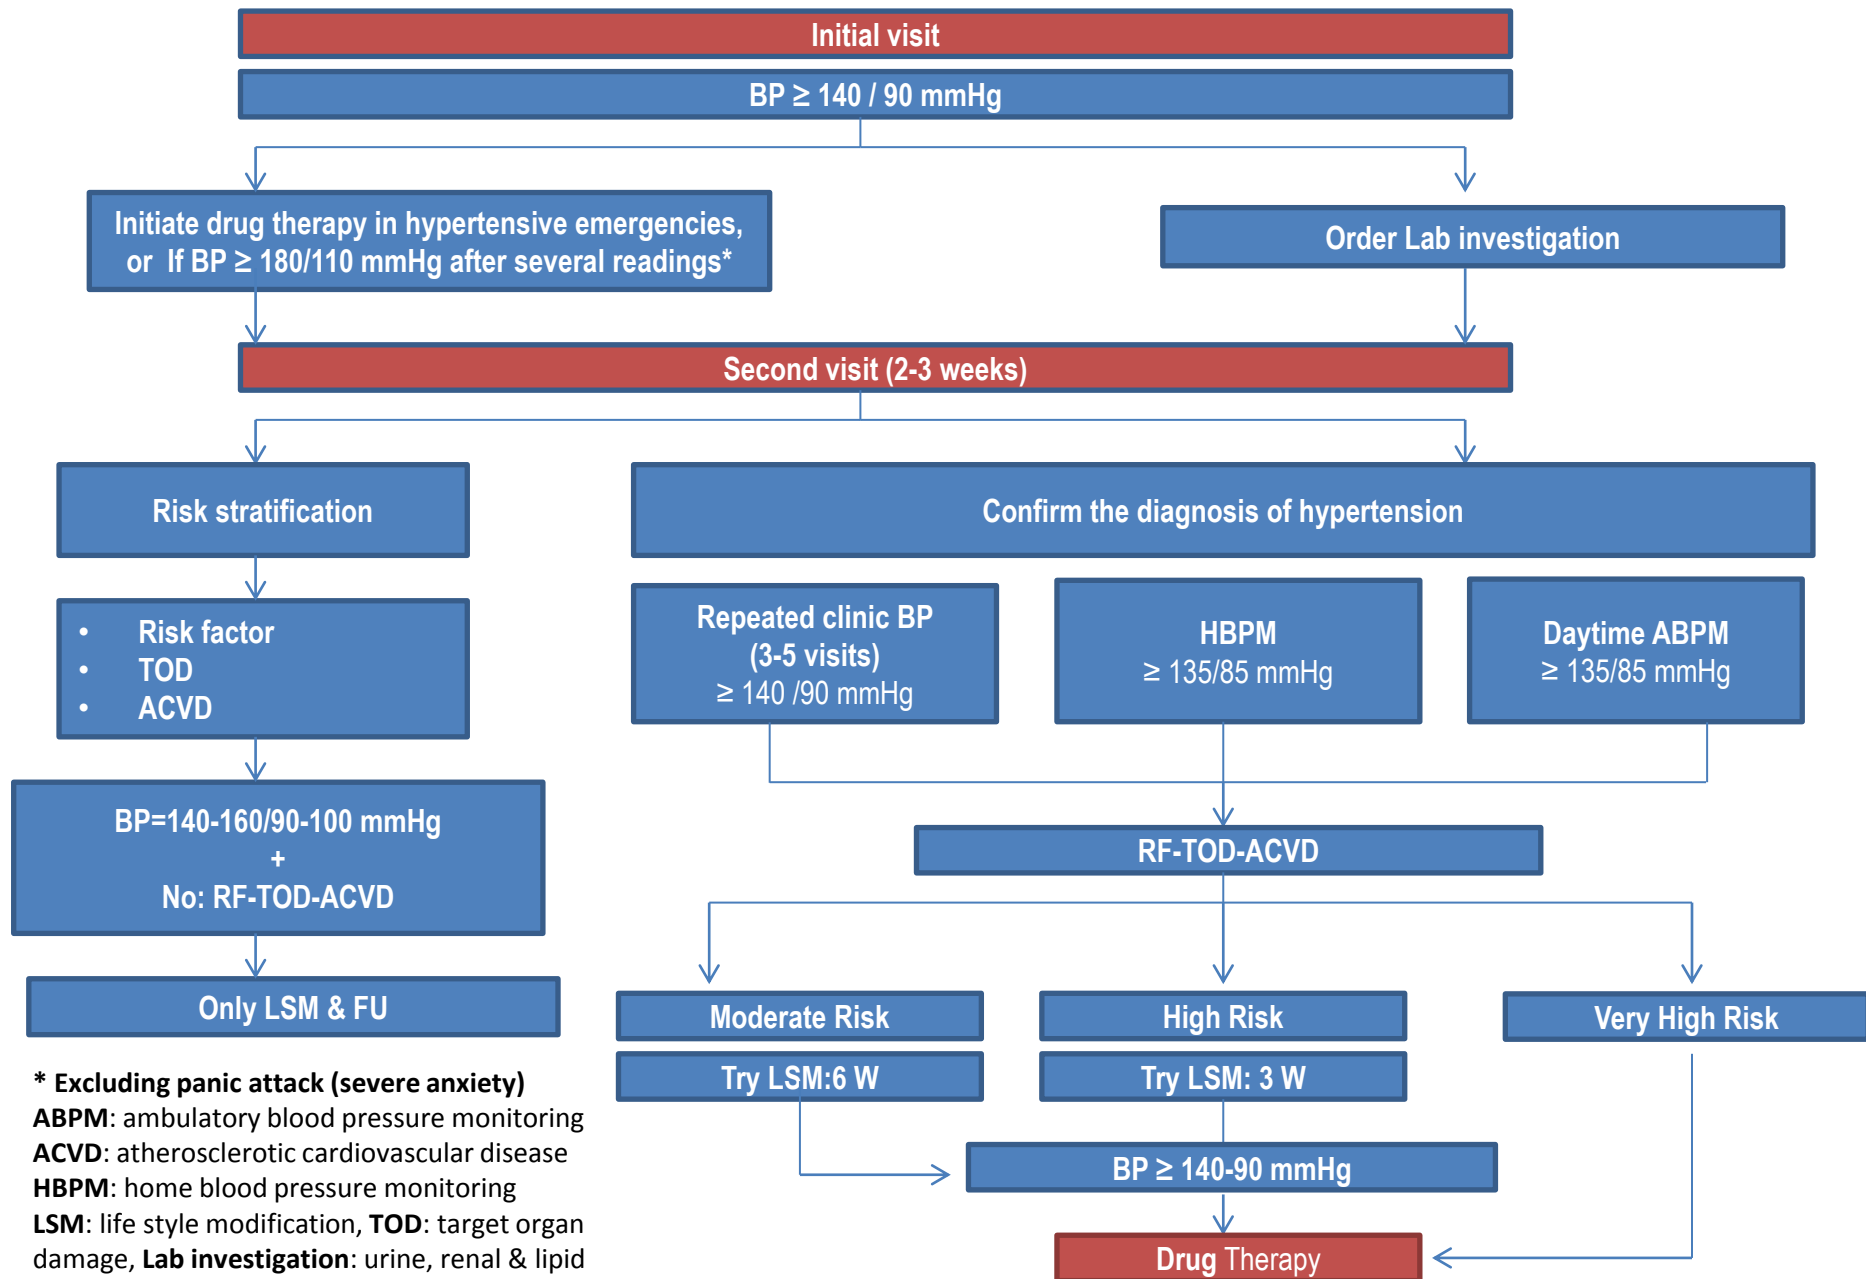 Initial visit
BP ≥ 140 / 90 mmHg
Initiate drug therapy in hypertensive emergencies,
or If BP ≥ 180/110 mmHg after several readings*
Order Lab investigation
Second visit (2-3 weeks)
Risk stratification
Confirm the diagnosis of hypertension
• Risk factor
• TOD
• ACVD
Repeated clinic BP
(3-5 visits)
≥ 140 /90 mmHg
HBPM
≥ 135/85 mmHg
Daytime ABPM
≥ 135/85 mmHg
BP=140-160/90-100 mmHg
+
No: RF-TOD-ACVD
RF-TOD-ACVD
Only LSM & FU
Moderate Risk
High Risk
Very High Risk
Try LSM:6 W
Try LSM: 3 W
BP ≥ 140-90 mmHg
Drug Therapy
* Excluding panic attack (severe anxiety)
ABPM: ambulatory blood pressure monitoring
ACVD: atherosclerotic cardiovascular disease
HBPM: home blood pressure monitoring
LSM: life style modification, TOD: target organ
damage, Lab investigation: urine, renal & lipid